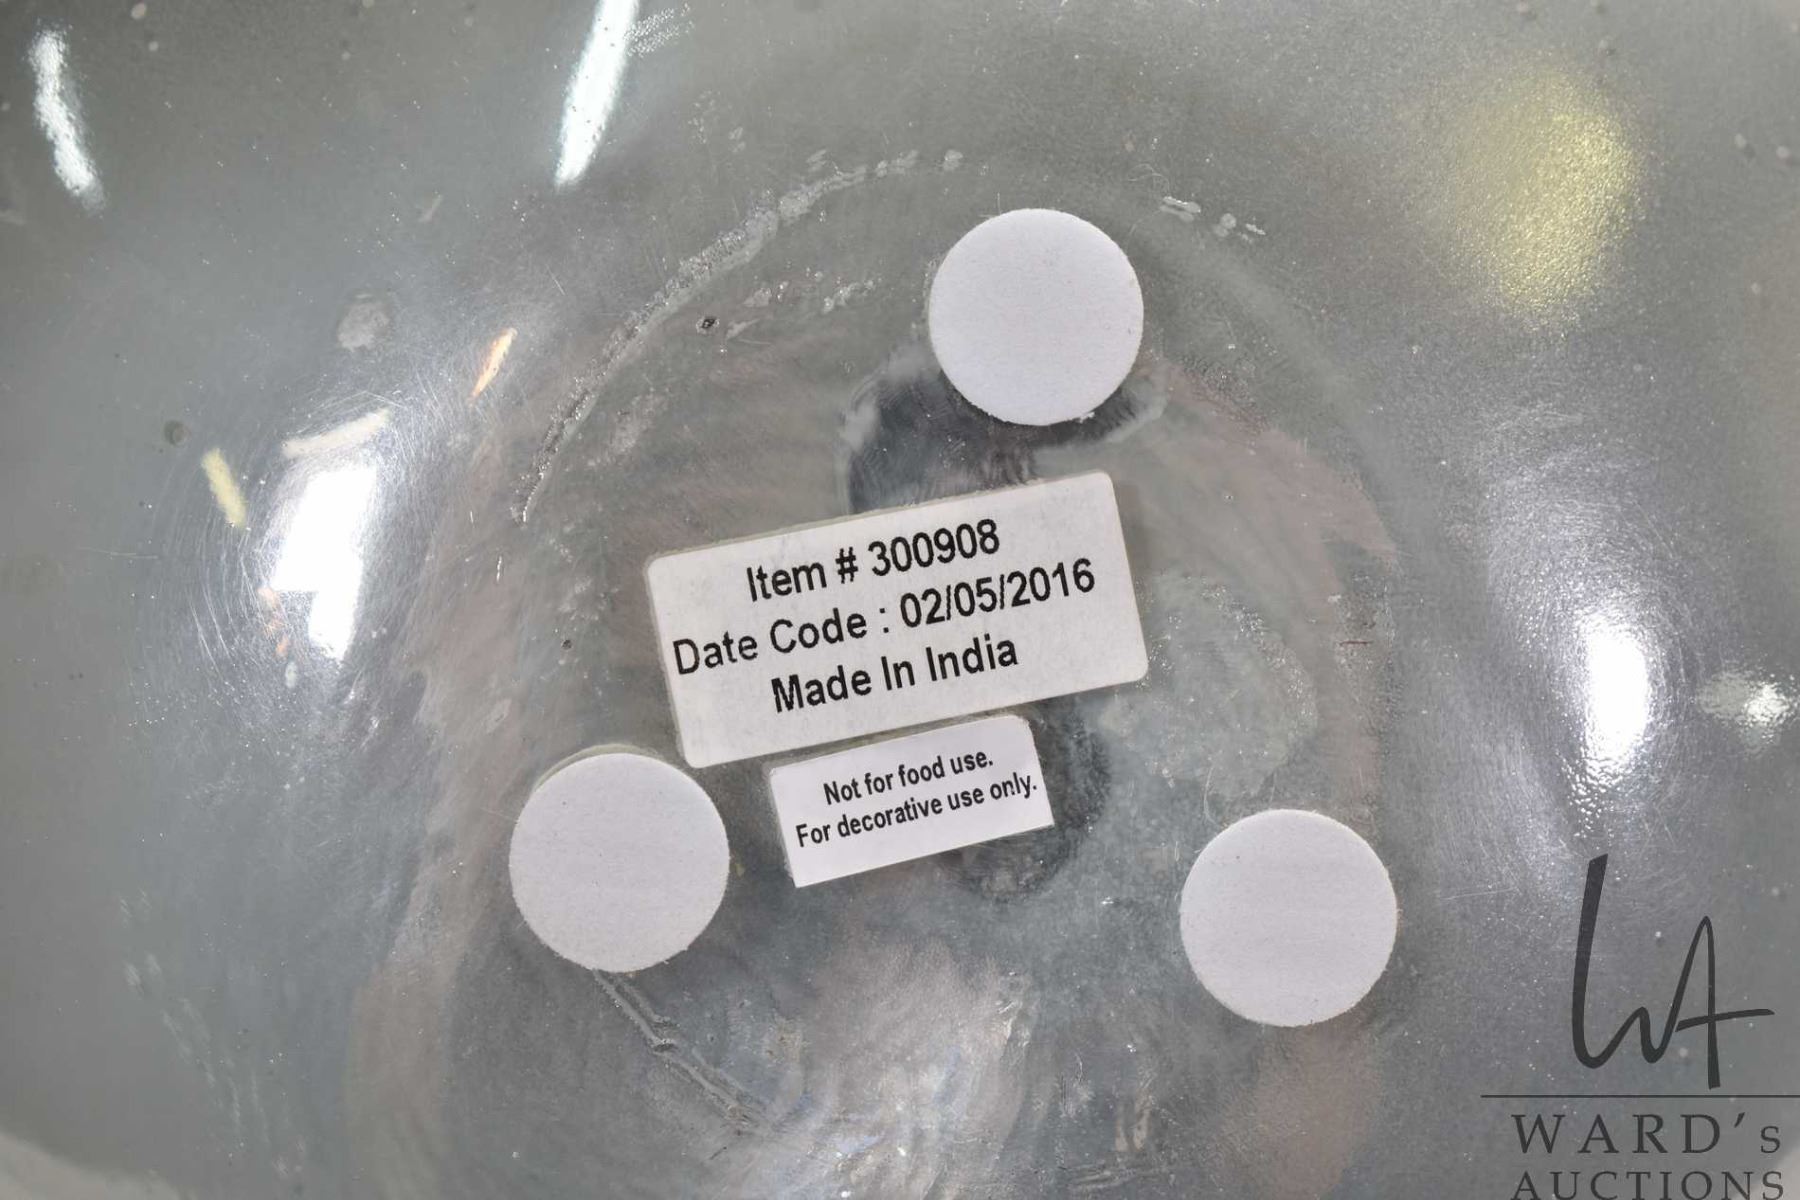 Item # 300908
Date Code : 02/05/2016
Made In India
Not for food use.
For decorative use only.
WA
WARD's
AUCTIONS